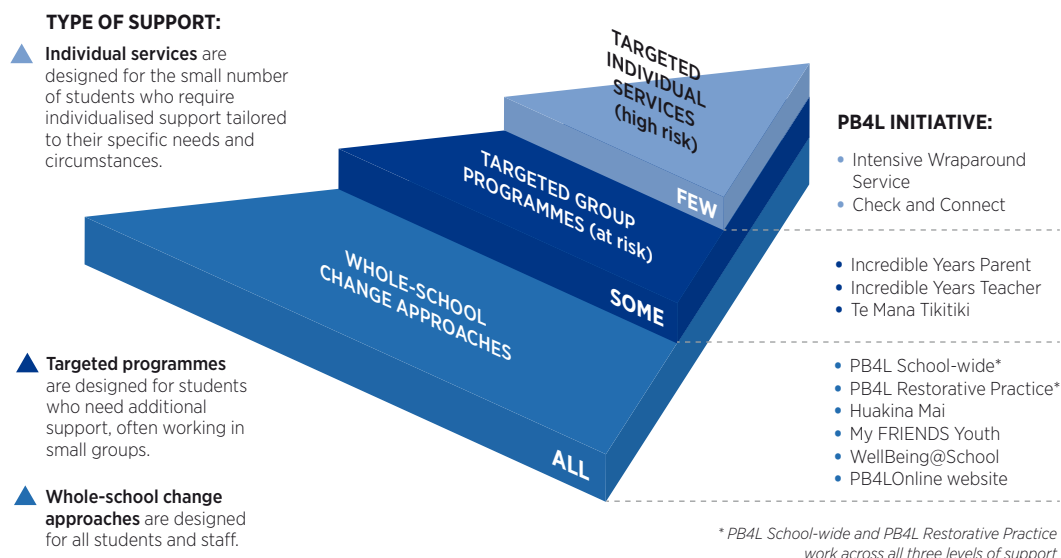 TYPE OF SUPPORT:
Individual services are
designed for the small number
of students who require
individualised support tailored
to their specific needs and
circumstances.
TARGETED
INDIVIDUAL
SERVICES
(high risk)
FEW
TARGETED GROUP
PROGRAMMES (at risk)
SOME
WHOLE-SCHOOL
CHANGE APPROACHES
ALL
Targeted programmes
are designed for students
who need additional
support, often working in
small groups.
Whole-school change
approaches are designed
for all students and staff.
PB4L INITIATIVE:
• Intensive Wraparound
Service
• Check and Connect
• Incredible Years Parent
• Incredible Years Teacher
• Te Mana Tikitiki
• PB4L School-wide*
• PB4L Restorative Practice*
• Huakina Mai
• My FRIENDS Youth
• WellBeing@School
• PB4LOnline website
* PB4L School-wide and PB4L Restorative Practice
work across all three levels of support